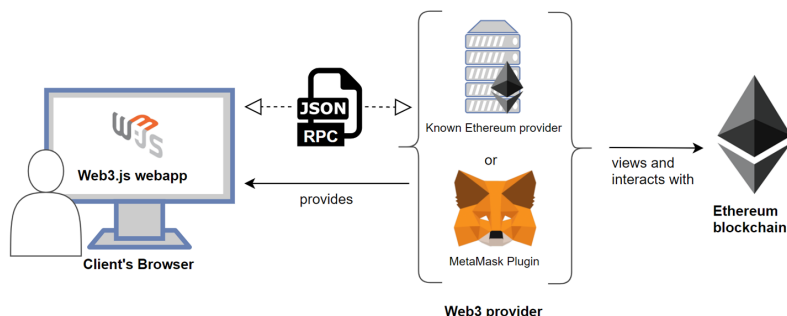 JSON
RPC
Known Ethereum provider
W3JS
Web3.js webapp
or
views and
interacts with
provides
Ethereum
blockchain
MetaMask Plugin
Client's Browser
Web3 provider